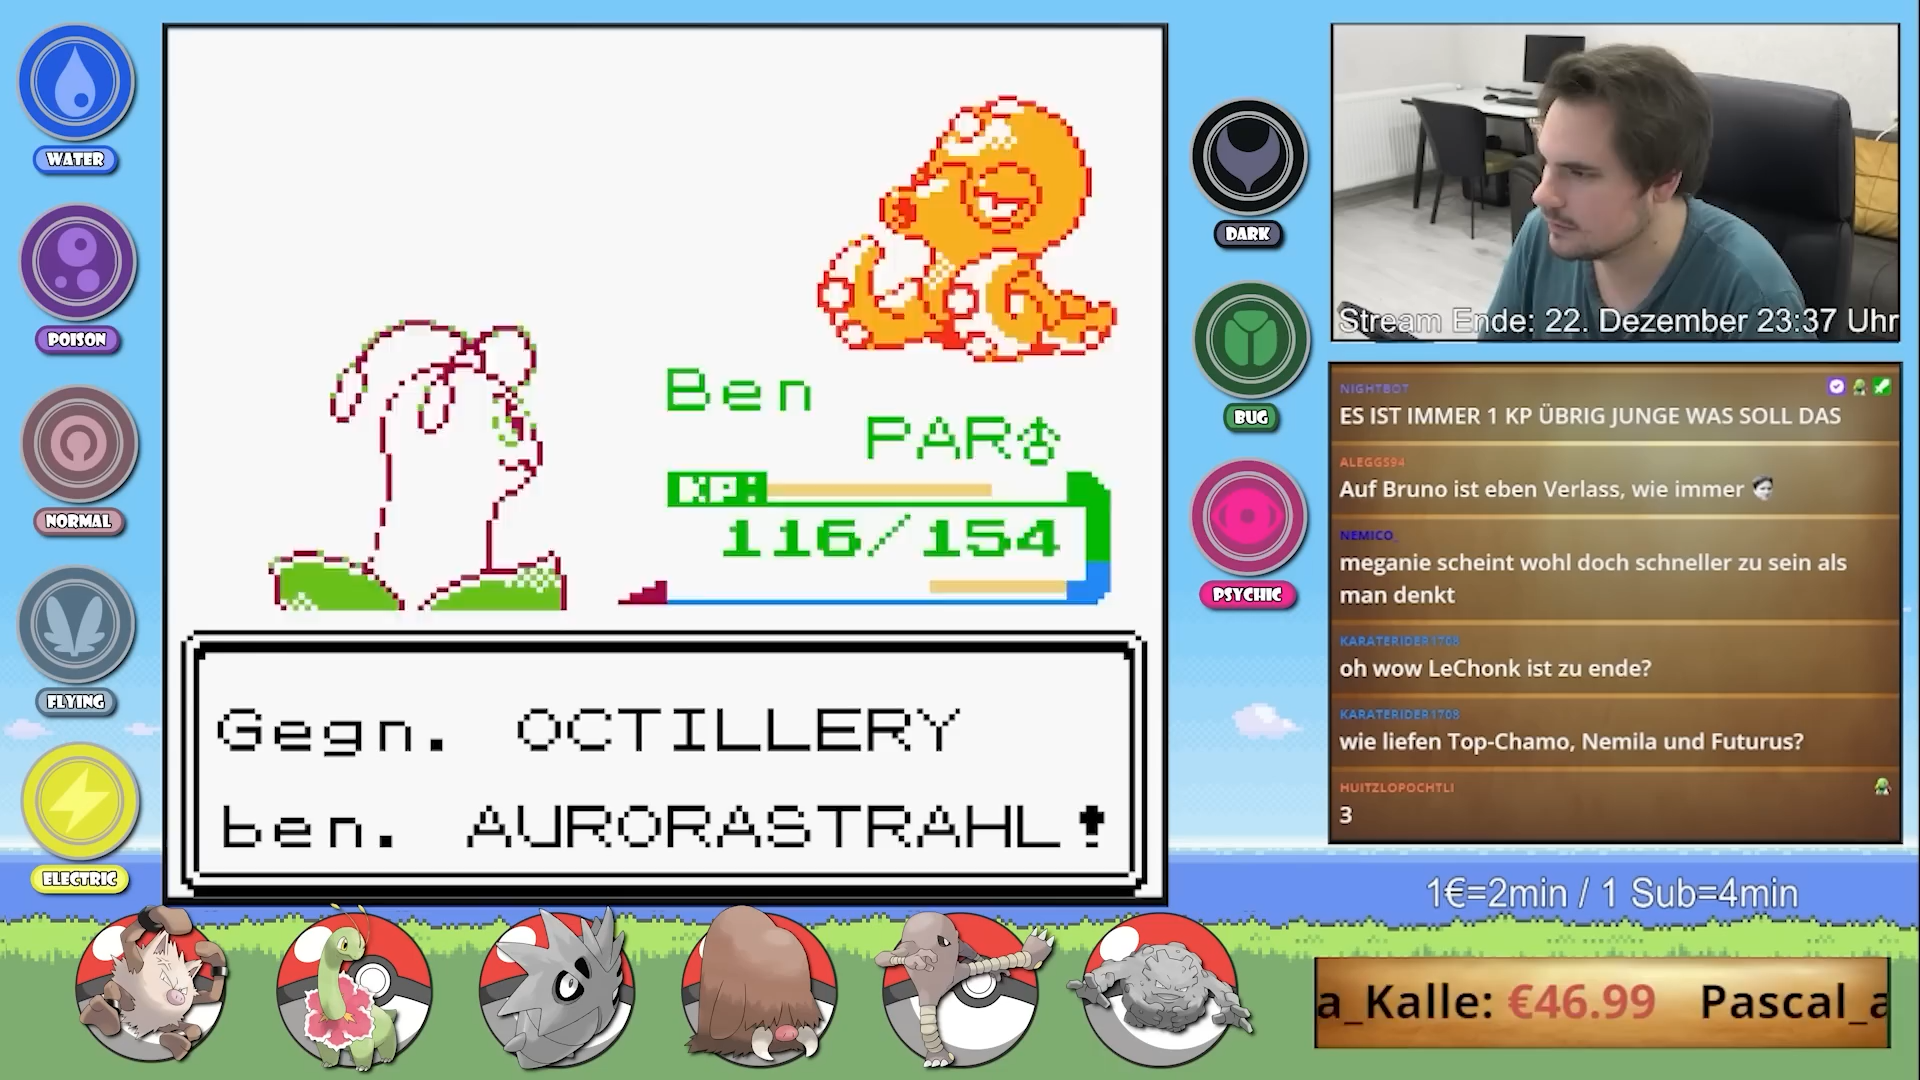 WATER
POISON
NORMAL
FLYING
ELECTRIC
Ben
PAR♂
KP:
116/154
Gegn. OCTILLERY
ben. AURORASTRAHL!
DARK
BUG
PSYCHIC
Stream Ende: 22. Dezember 23:37 Uhr
NIGHTBOT
ES IST IMMER 1 KP ÜBRIG JUNGE WAS SOLL DAS
ALEGGS94
Auf Bruno ist eben Verlass, wie immer
NEMICO_
meganie scheint wohl doch schneller zu sein als
man denkt
KARATERIDER1708
oh wow LeChonk ist zu ende?
KARATERIDER1708
wie liefen Top-Chamo, Nemila und Futurus?
HUITZLOPOCHTLI
3
1€=2min / 1 Sub=4min
a_Kalle: €46.99 Pascal_a